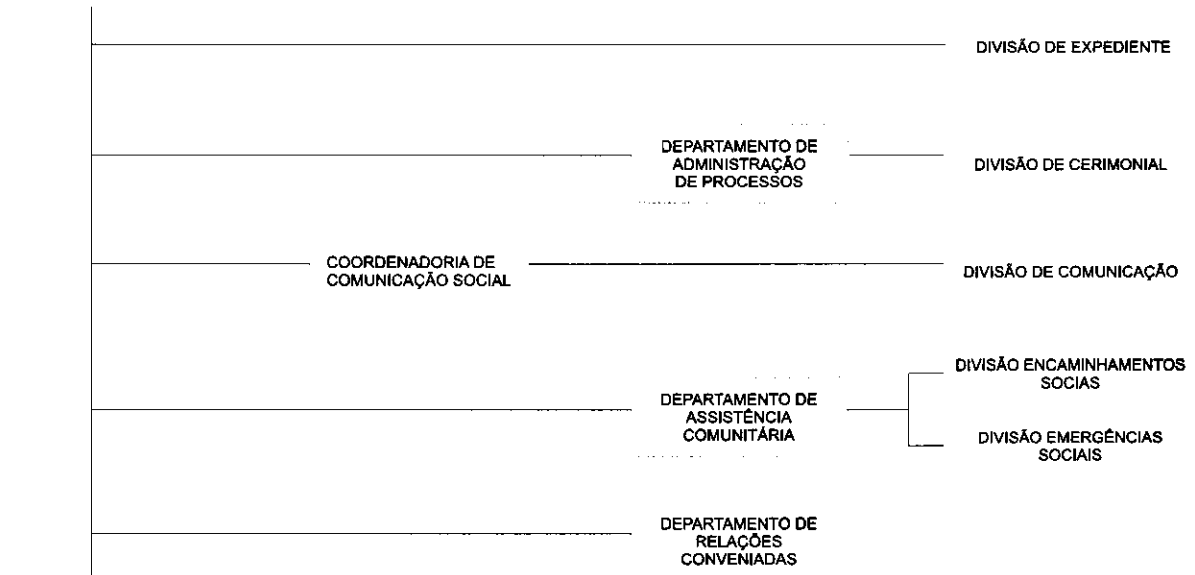 DIVISÃO DE EXPEDIENTE
DEPARTAMENTO DE
ADMINISTRAÇÃO
DE PROCESSOS
DIVISÃO DE CERIMONIAL
COORDENADORIA DE
COMUNICAÇÃO SOCIAL
DIVISÃO DE COMUNICAÇÃO
DEPARTAMENTO DE
ASSISTÊNCIA
COMUNITÁRIA
DIVISÃO ENCAMINHAMENTOS
SOCIAS
DIVISÃO EMERGÊNCIAS
SOCIAIS
DEPARTAMENTO DE
RELAÇÕES
CONVENIADAS